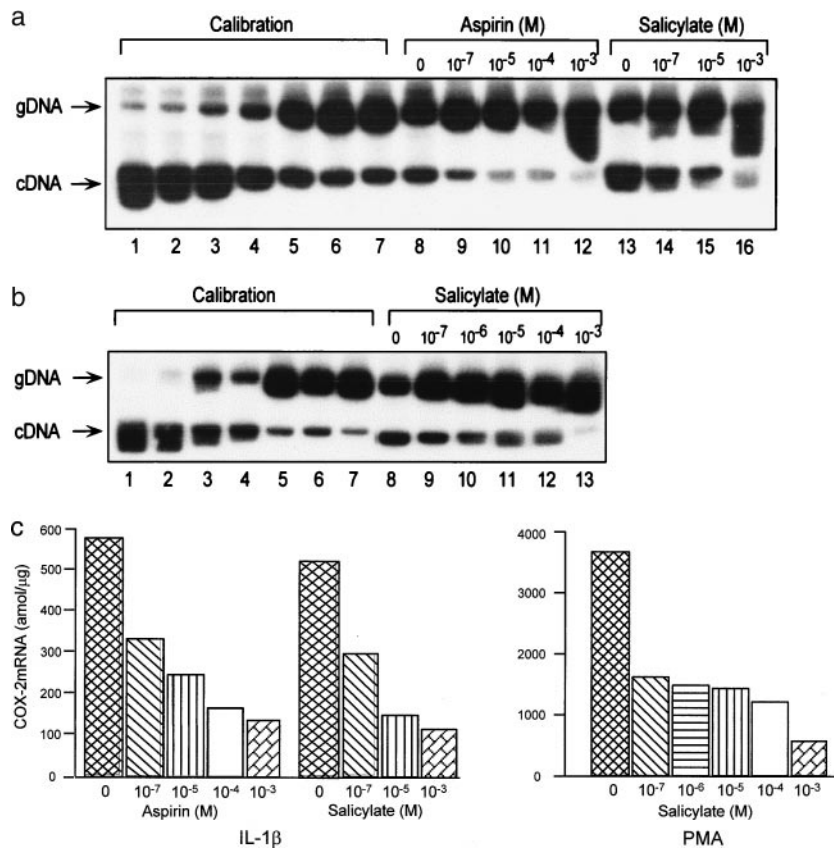 a
Calibration Aspirin (M) Salicylate (M)
0 10⁻⁷ 10⁻⁵ 10⁻⁴ 10⁻³ 0 10⁻⁷ 10⁻⁵ 10⁻³
gDNA
cDNA
1 2 3 4 5 6 7 8 9 10 11 12 13 14 15 16
b
Calibration Salicylate (M)
0 10⁻⁷ 10⁻⁶ 10⁻⁵ 10⁻⁴ 10⁻³
gDNA
cDNA
1 2 3 4 5 6 7 8 9 10 11 12 13
c
COX-2mRNA (amol/µg)
600
500
400
300
200
100
0
0 10⁻⁷ 10⁻⁵ 10⁻⁴ 10⁻³ 0 10⁻⁷ 10⁻⁵ 10⁻³
Aspirin (M) Salicylate (M)
IL-1β
4000
3000
2000
1000
0
0 10⁻⁷ 10⁻⁶ 10⁻⁵ 10⁻⁴ 10⁻³
Salicylate (M)
PMA